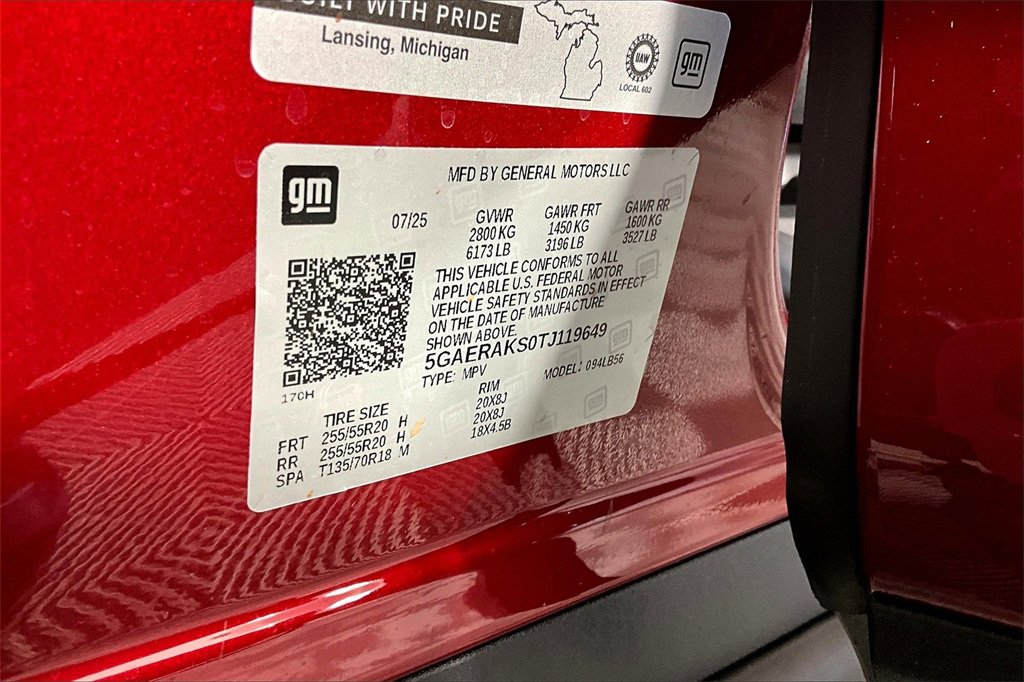 BUILT WITH PRIDE
Lansing, Michigan
UAW
LOCAL 602
gm
gm
MFD BY GENERAL MOTORS LLC
07/25
GVWR
2800 KG
6173 LB
GAWR FRT
1450 KG
3196 LB
GAWR RR
1600 KG
3527 LB
THIS VEHICLE CONFORMS TO ALL
APPLICABLE U.S. FEDERAL MOTOR
VEHICLE SAFETY STANDARDS IN EFFECT
ON THE DATE OF MANUFACTURE
SHOWN ABOVE.
5GAERAKS0TJ119649
TYPE: MPV MODEL: 094LB56
17CH
TIRE SIZE RIM
FRT 255/55R20 H 20X8J
RR 255/55R20 H 20X8J
SPA T135/70R18 M 18X4.5B